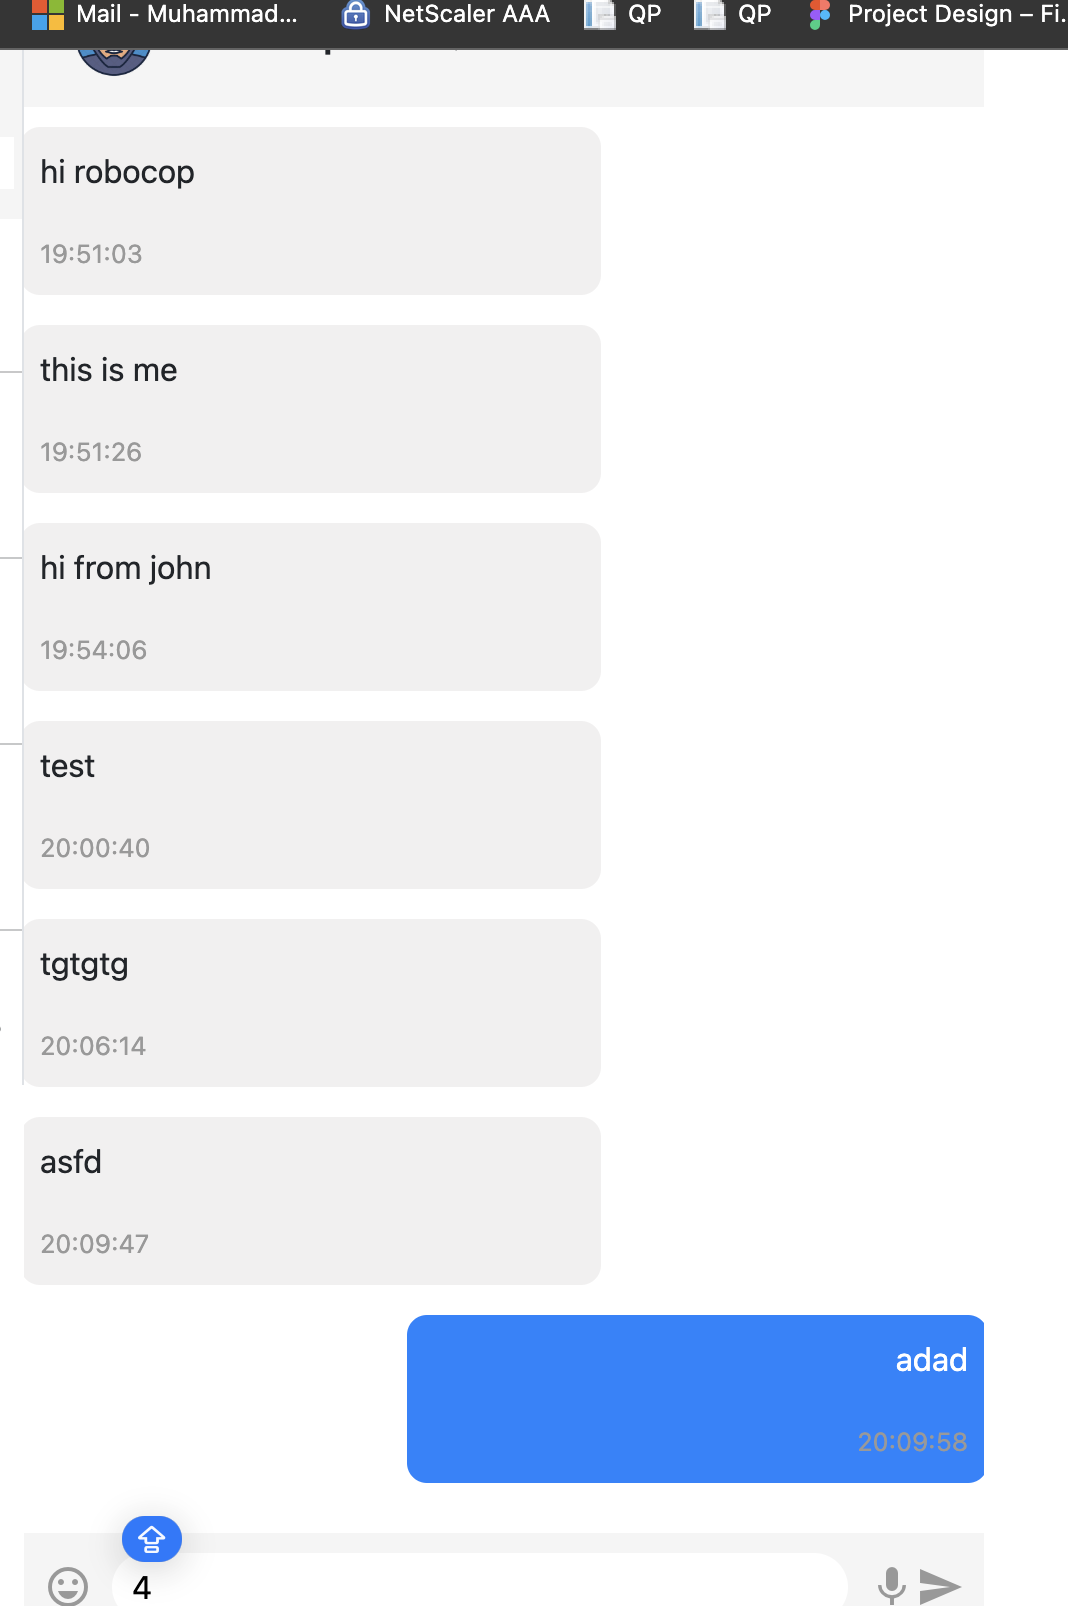 Mail - Muhammad... NetScaler AAA QP QP Project Design – Fi.
hi robocop
19:51:03
this is me
19:51:26
hi from john
19:54:06
test
20:00:40
tgtgtg
20:06:14
asfd
20:09:47
adad
20:09:58
4